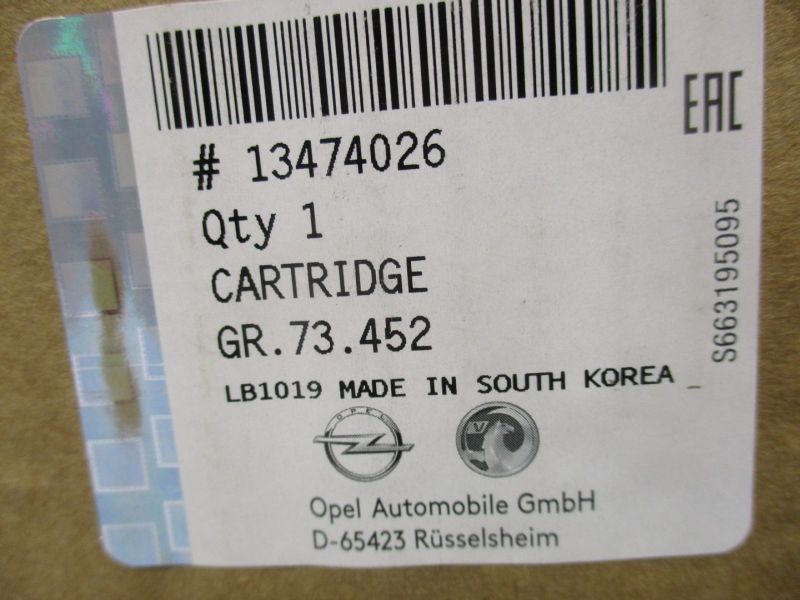 EAC
# 13474026
Qty 1
CARTRIDGE
GR.73.452
S663195095
LB1019 MADE IN SOUTH KOREA _
OPEL
V
Opel Automobile GmbH
D-65423 Rüsselsheim